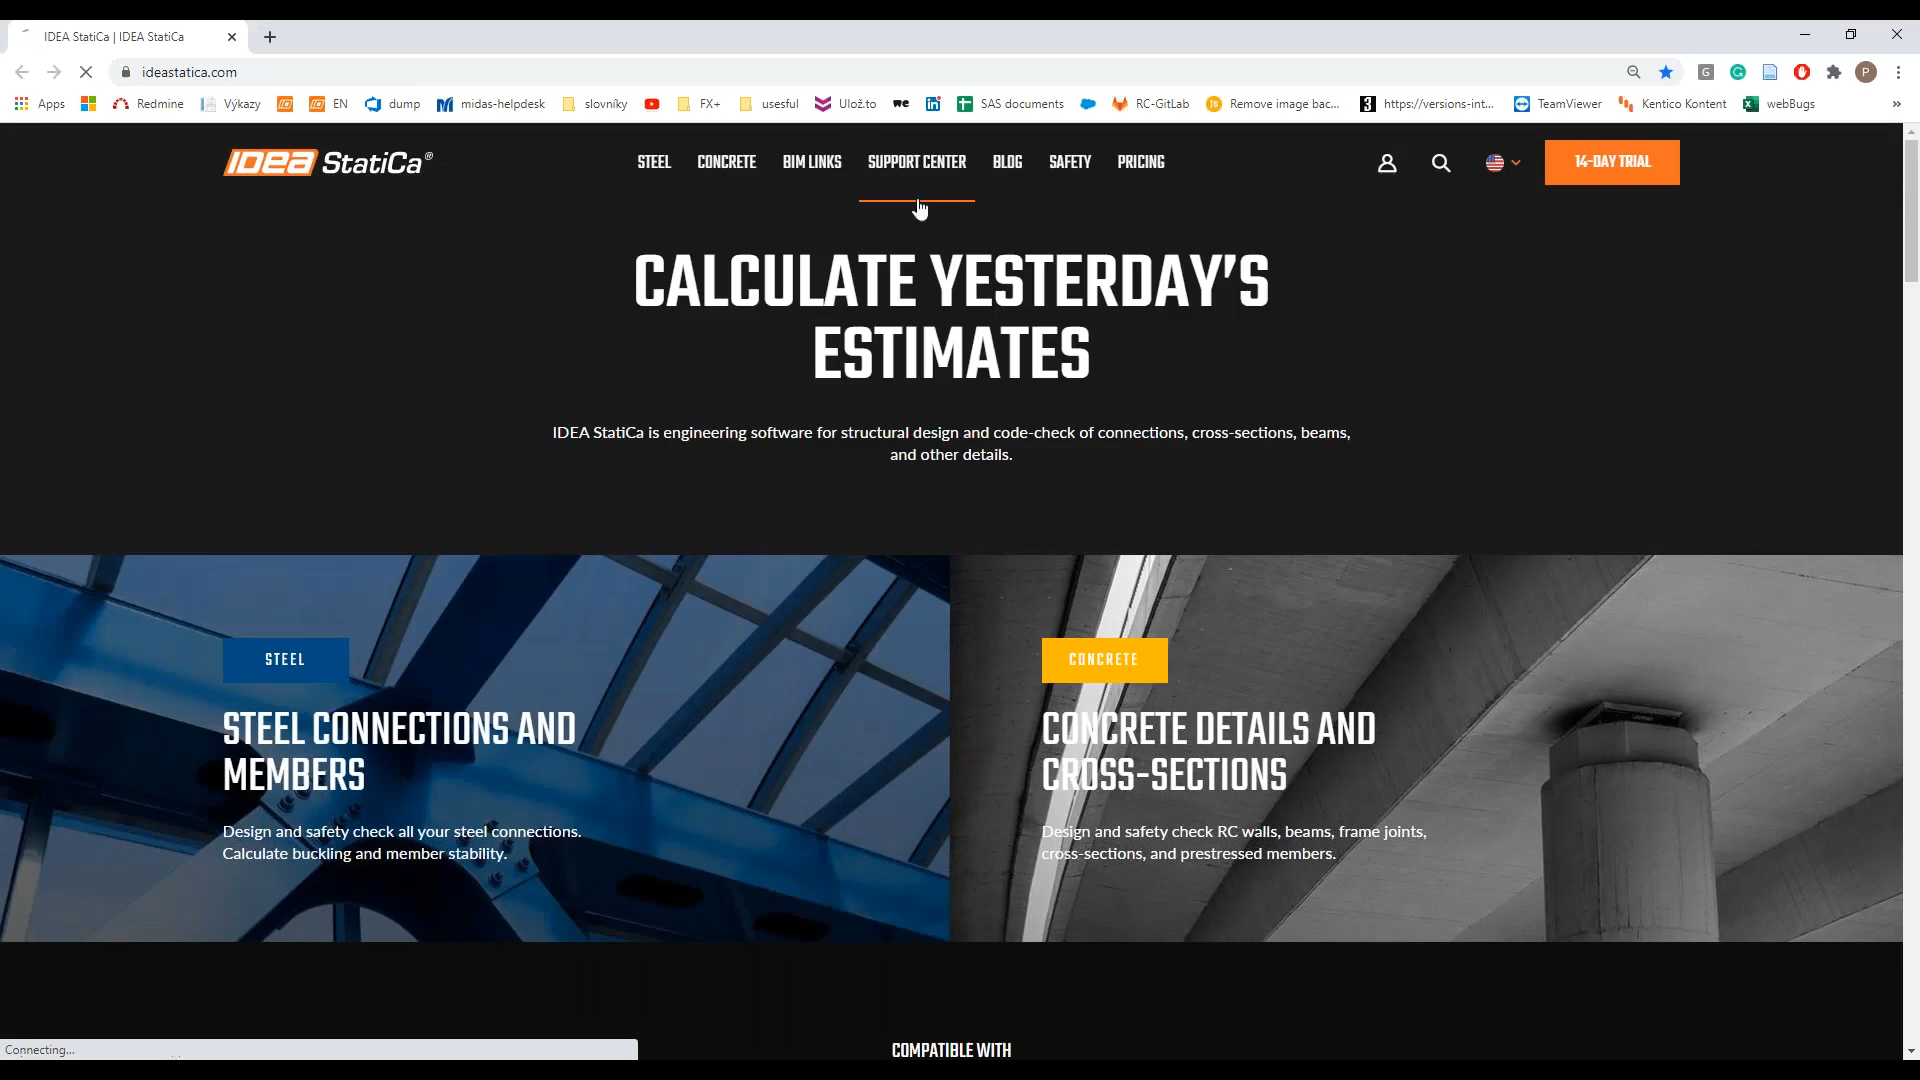 IDEA StatiCa | IDEA StatiCa
ideastatica.com
G
P
Apps
Redmine
Výkazy
EN
dump
midas-helpdesk
slovníky
FX+
usesful
Ulož.to
we
in
SAS documents
RC-GitLab
Remove image bac...
3
https://versions-int...
TeamViewer
Kentico Kontent
webBugs
»
IDEA StatiCa®
STEEL
CONCRETE
BIM LINKS
SUPPORT CENTER
BLOG
SAFETY
PRICING
14-DAY TRIAL
CALCULATE YESTERDAY'S
ESTIMATES
IDEA StatiCa is engineering software for structural design and code-check of connections, cross-sections, beams,
and other details.
STEEL
STEEL CONNECTIONS AND
MEMBERS
Design and safety check all your steel connections.
Calculate buckling and member stability.
CONCRETE
CONCRETE DETAILS AND
CROSS-SECTIONS
Design and safety check RC walls, beams, frame joints,
cross-sections, and prestressed members.
COMPATIBLE WITH
Connecting...